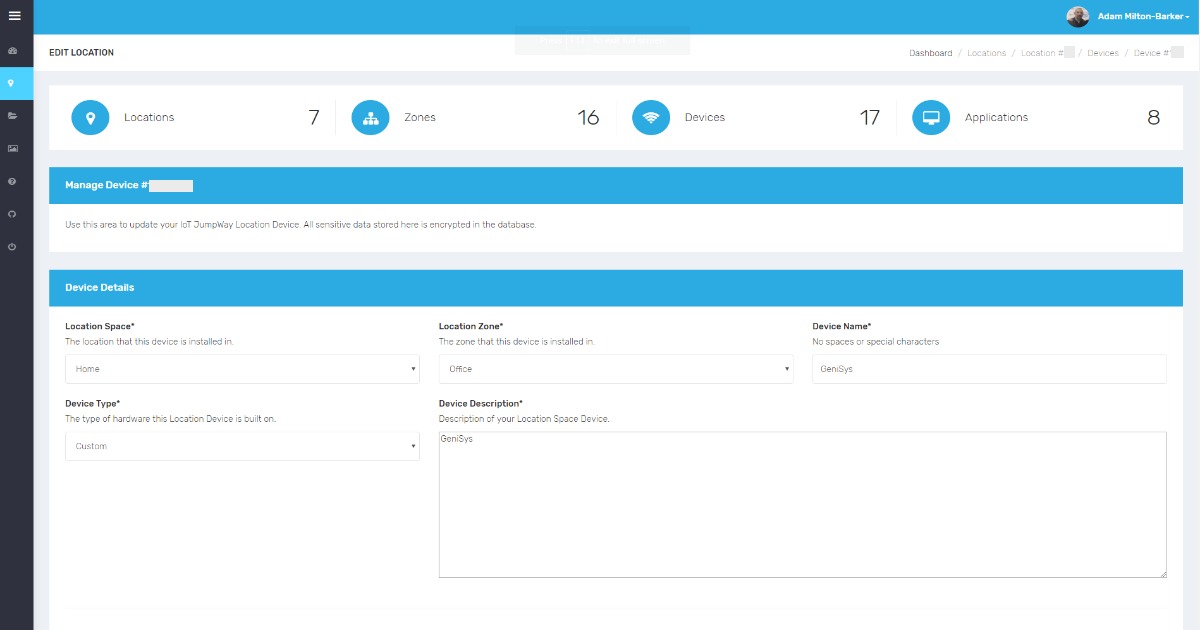 Adam Milton-Barker
EDIT LOCATION
Dashboard / Locations / Location # / Devices / Device #
Locations 7 Zones 16 Devices 17 Applications 8
Manage Device #
Use this area to update your IoT JumpWay Location Device. All sensitive data stored here is encrypted in the database.
Device Details
Location Space* Location Zone* Device Name*
The location that this device is installed in. The zone that this device is installed in. No spaces or special characters
Home Office GeniSys
Device Type* Device Description*
The type of hardware this Location Device is built on. Description of your Location Space Device.
Custom GeniSys